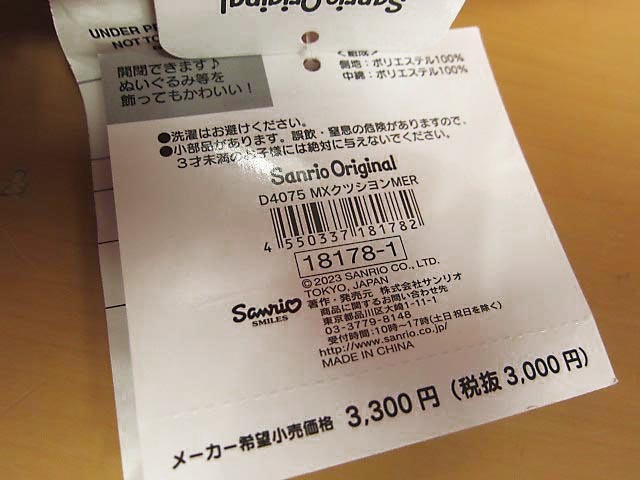 Sanrio Original
UNDER PE
NOT TO
<組成>
側地:ポリエステル100%
中綿:ポリエステル100%
開閉できます♪
ぬいぐるみ等を
飾ってもかわいい!
●洗濯はお避けください。
●小部品があります。誤飲・窒息の危険がありますので、
3才未満のお子様には絶対に与えないでください。
Sanrio Original
D4075 MXクツシヨンMER
4 550337 181782
18178-1
©2023 SANRIO CO., LTD.
TOKYO, JAPAN
Sanrio
SMILES
著作・発売元 株式会社サンリオ
商品に関するお問い合わせ先
東京都品川区大崎1-11-1
03-3779-8148
受付時間:10時〜17時(土日祝日を除く)
http://www.sanrio.co.jp/
MADE IN CHINA
メーカー希望小売価格 3,300円(税抜3,000円)